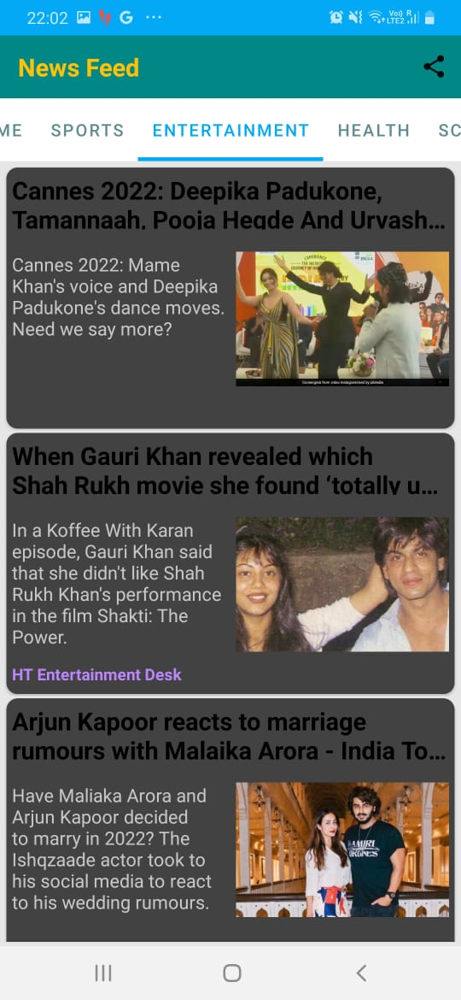 22:02
News Feed
ME SPORTS ENTERTAINMENT HEALTH SC
Cannes 2022: Deepika Padukone,
Tamannaah, Pooja Hegde And Urvash...
Cannes 2022: Mame
Khan's voice and Deepika
Padukone's dance moves.
Need we say more?
When Gauri Khan revealed which
Shah Rukh movie she found ‘totally u...
In a Koffee With Karan
episode, Gauri Khan said
that she didn't like Shah
Rukh Khan's performance
in the film Shakti: The
Power.
HT Entertainment Desk
Arjun Kapoor reacts to marriage
rumours with Malaika Arora - India To...
Have Maliaka Arora and
Arjun Kapoor decided
to marry in 2022? The
Ishqzaade actor took to
his social media to react
to his wedding rumours.